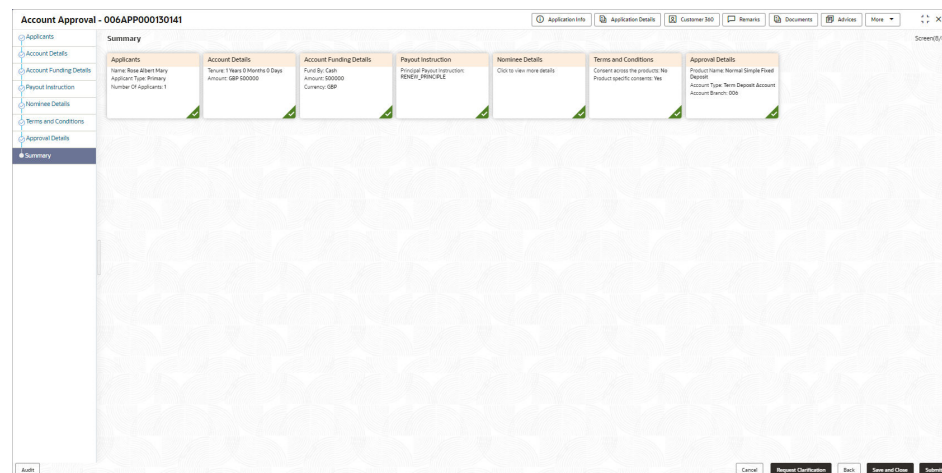 Account Approval - 006APP000130141
Application Info
Application Details
Customer 360
Remarks
Documents
Advices
More
Applicants
Account Details
Account Funding Details
Payout Instruction
Nominee Details
Terms and Conditions
Approval Details
Summary
Summary
Screen(8/
Applicants
Name: Rose Albert Mary
Applicant Type: Primary
Number Of Applicants: 1
Account Details
Tenure: 1 Years 0 Months 0 Days
Amount: GBP 500000
Account Funding Details
Fund By: Cash
Amount: 500000
Currency: GBP
Payout Instruction
Principal Payout Instruction:
RENEW_PRINCIPLE
Nominee Details
Click to view more details
Terms and Conditions
Consent across the products: No
Product specific consents: Yes
Approval Details
Product Name: Normal Simple Fixed
Deposit
Account Type: Term Deposit Account
Account Branch: 006
Audit
Cancel
Request Clarification
Back
Save and Close
Submi